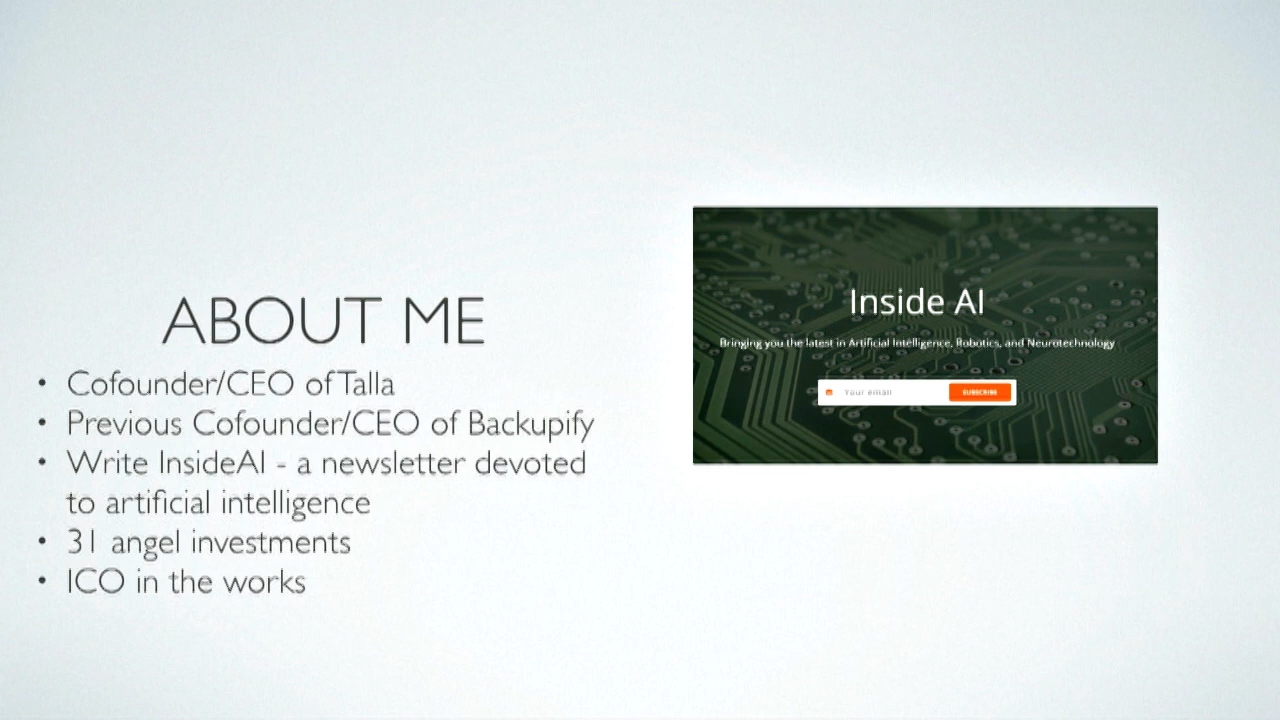 ABOUT ME
• Cofounder/CEO of Talla
• Previous Cofounder/CEO of Backupify
• Write InsideAI - a newsletter devoted
to artificial intelligence
• 31 angel investments
• ICO in the works
Inside AI
Bringing you the latest in Artificial Intelligence, Robotics, and Neurotechnology
Your email
SUBSCRIBE